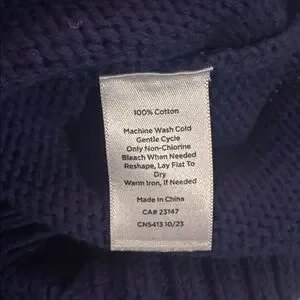 100% Cotton
Machine Wash Cold
Gentle Cycle
Only Non-Chlorine
Bleach When Needed
Reshape, Lay Flat To
Dry
Warm Iron, If Needed
Made in China
CA# 23147
CNS413 10/23